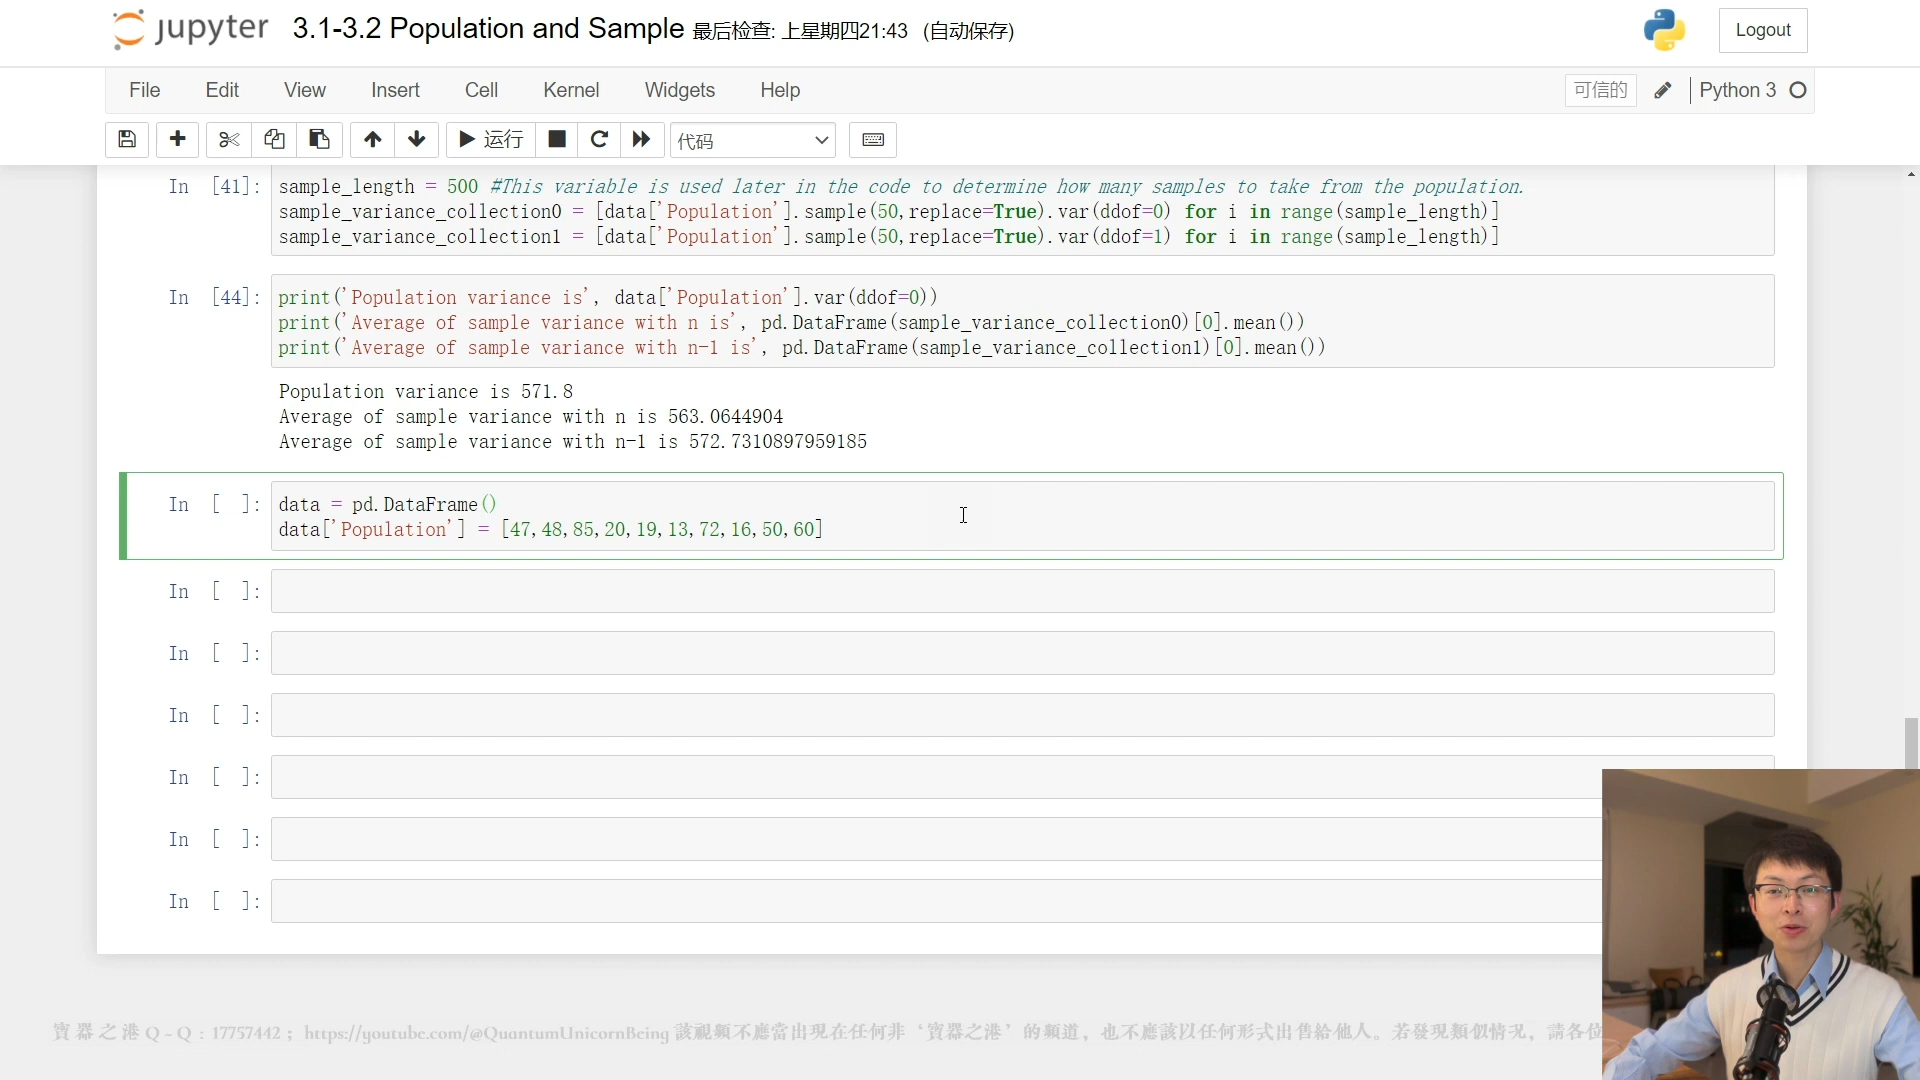 jupyter 3.1-3.2 Population and Sample 最后检查: 上星期四21:43 (自动保存) Logout
File Edit View Insert Cell Kernel Widgets Help 可信的 Python 3
运行 代码
In [41]: sample_length = 500 #This variable is used later in the code to determine how many samples to take from the population.
sample_variance_collection0 = [data['Population'].sample(50,replace=True).var(ddof=0) for i in range(sample_length)]
sample_variance_collection1 = [data['Population'].sample(50,replace=True).var(ddof=1) for i in range(sample_length)]
In [44]: print('Population variance is', data['Population'].var(ddof=0))
print('Average of sample variance with n is', pd.DataFrame(sample_variance_collection0)[0].mean())
print('Average of sample variance with n-1 is', pd.DataFrame(sample_variance_collection1)[0].mean())
Population variance is 571.8
Average of sample variance with n is 563.0644904
Average of sample variance with n-1 is 572.7310897959185
In [ ]: data = pd.DataFrame()
data['Population'] = [47,48,85,20,19,13,72,16,50,60]
In [ ]:
In [ ]:
In [ ]:
In [ ]:
In [ ]:
In [ ]:
寶器之港 Q-Q : 17757442 ; https://youtube.com/@QuantumUnicornBeing 該視頻不應當出現在任何非‘寶器之港’的頻道，也不應該以任何形式出售給他人。若發現類似情況，請各位